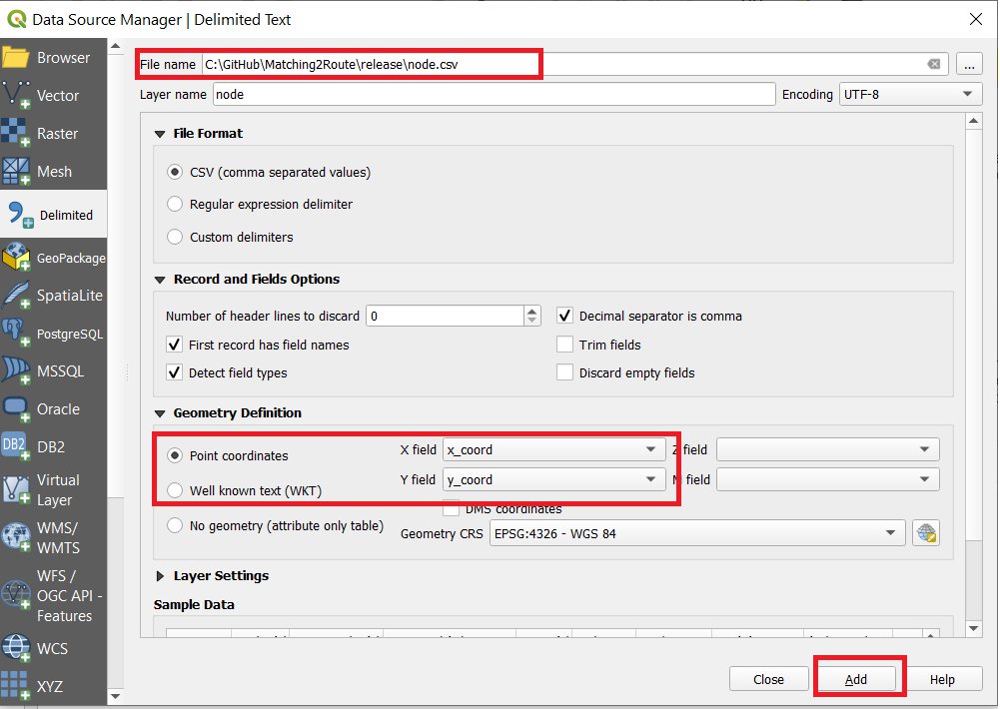 Data Source Manager | Delimited Text
Browser
Vector
Raster
Mesh
Delimited
GeoPackage
SpatiaLite
PostgreSQL
MSSQL
Oracle
DB2
DB2
Virtual
Layer
WMS/
WMTS
WFS /
OGC API -
Features
WCS
XYZ
File name C:\GitHub\Matching2Route\release\node.csv ...
Layer name node Encoding UTF-8
File Format
CSV (comma separated values)
Regular expression delimiter
Custom delimiters
Record and Fields Options
Number of header lines to discard 0 Decimal separator is comma
First record has field names Trim fields
Detect field types Discard empty fields
Geometry Definition
Point coordinates X field x_coord Z field
Well known text (WKT) Y field y_coord M field
DMS coordinates
No geometry (attribute only table) Geometry CRS EPSG:4326 - WGS 84
Layer Settings
Sample Data
Close Add Help